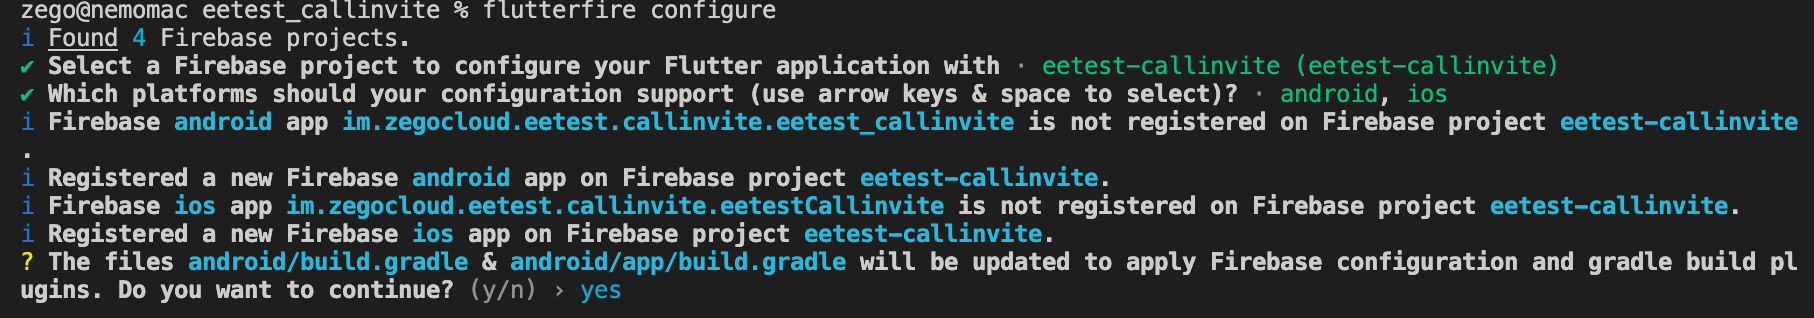 zego@nemomac eetest_callinvite % flutterfire configure
i Found 4 Firebase projects.
✔ Select a Firebase project to configure your Flutter application with · eetest-callinvite (eetest-callinvite)
✔ Which platforms should your configuration support (use arrow keys & space to select)? · android, ios
i Firebase android app im.zegocloud.eetest.callinvite.eetest_callinvite is not registered on Firebase project eetest-callinvite
.
i Registered a new Firebase android app on Firebase project eetest-callinvite.
i Firebase ios app im.zegocloud.eetest.callinvite.eetestCallinvite is not registered on Firebase project eetest-callinvite.
i Registered a new Firebase ios app on Firebase project eetest-callinvite.
? The files android/build.gradle & android/app/build.gradle will be updated to apply Firebase configuration and gradle build pl
ugins. Do you want to continue? (y/n) › yes